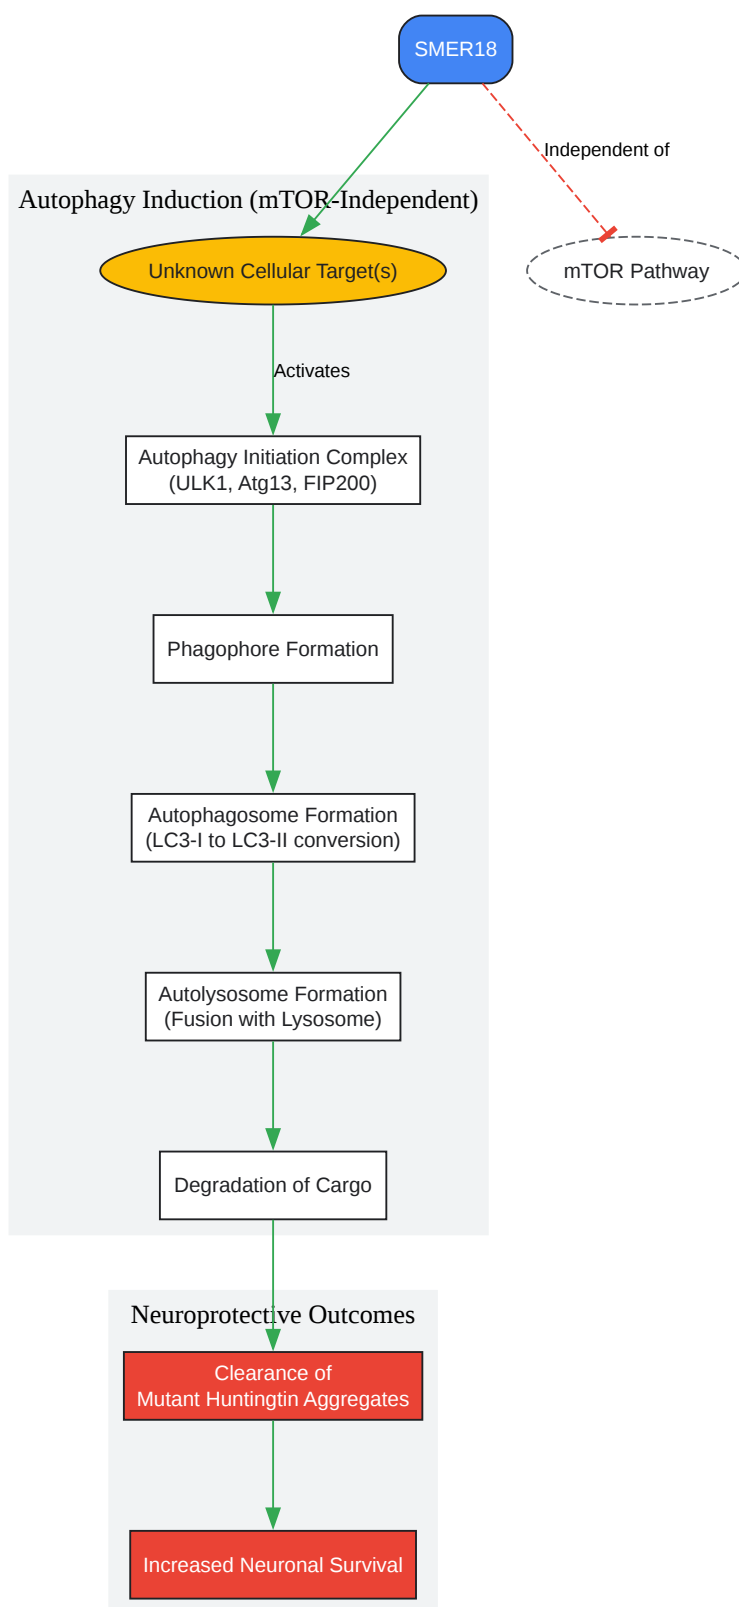 SMER18
Independent of
Autophagy Induction (mTOR-Independent)
Unknown Cellular Target(s)
mTOR Pathway
Activates
Autophagy Initiation Complex
(ULK1, Atg13, FIP200)
Phagophore Formation
Autophagosome Formation
(LC3-I to LC3-II conversion)
Autolysosome Formation
(Fusion with Lysosome)
Degradation of Cargo
Neuroprotective Outcomes
Clearance of
Mutant Huntingtin Aggregates
Increased Neuronal Survival